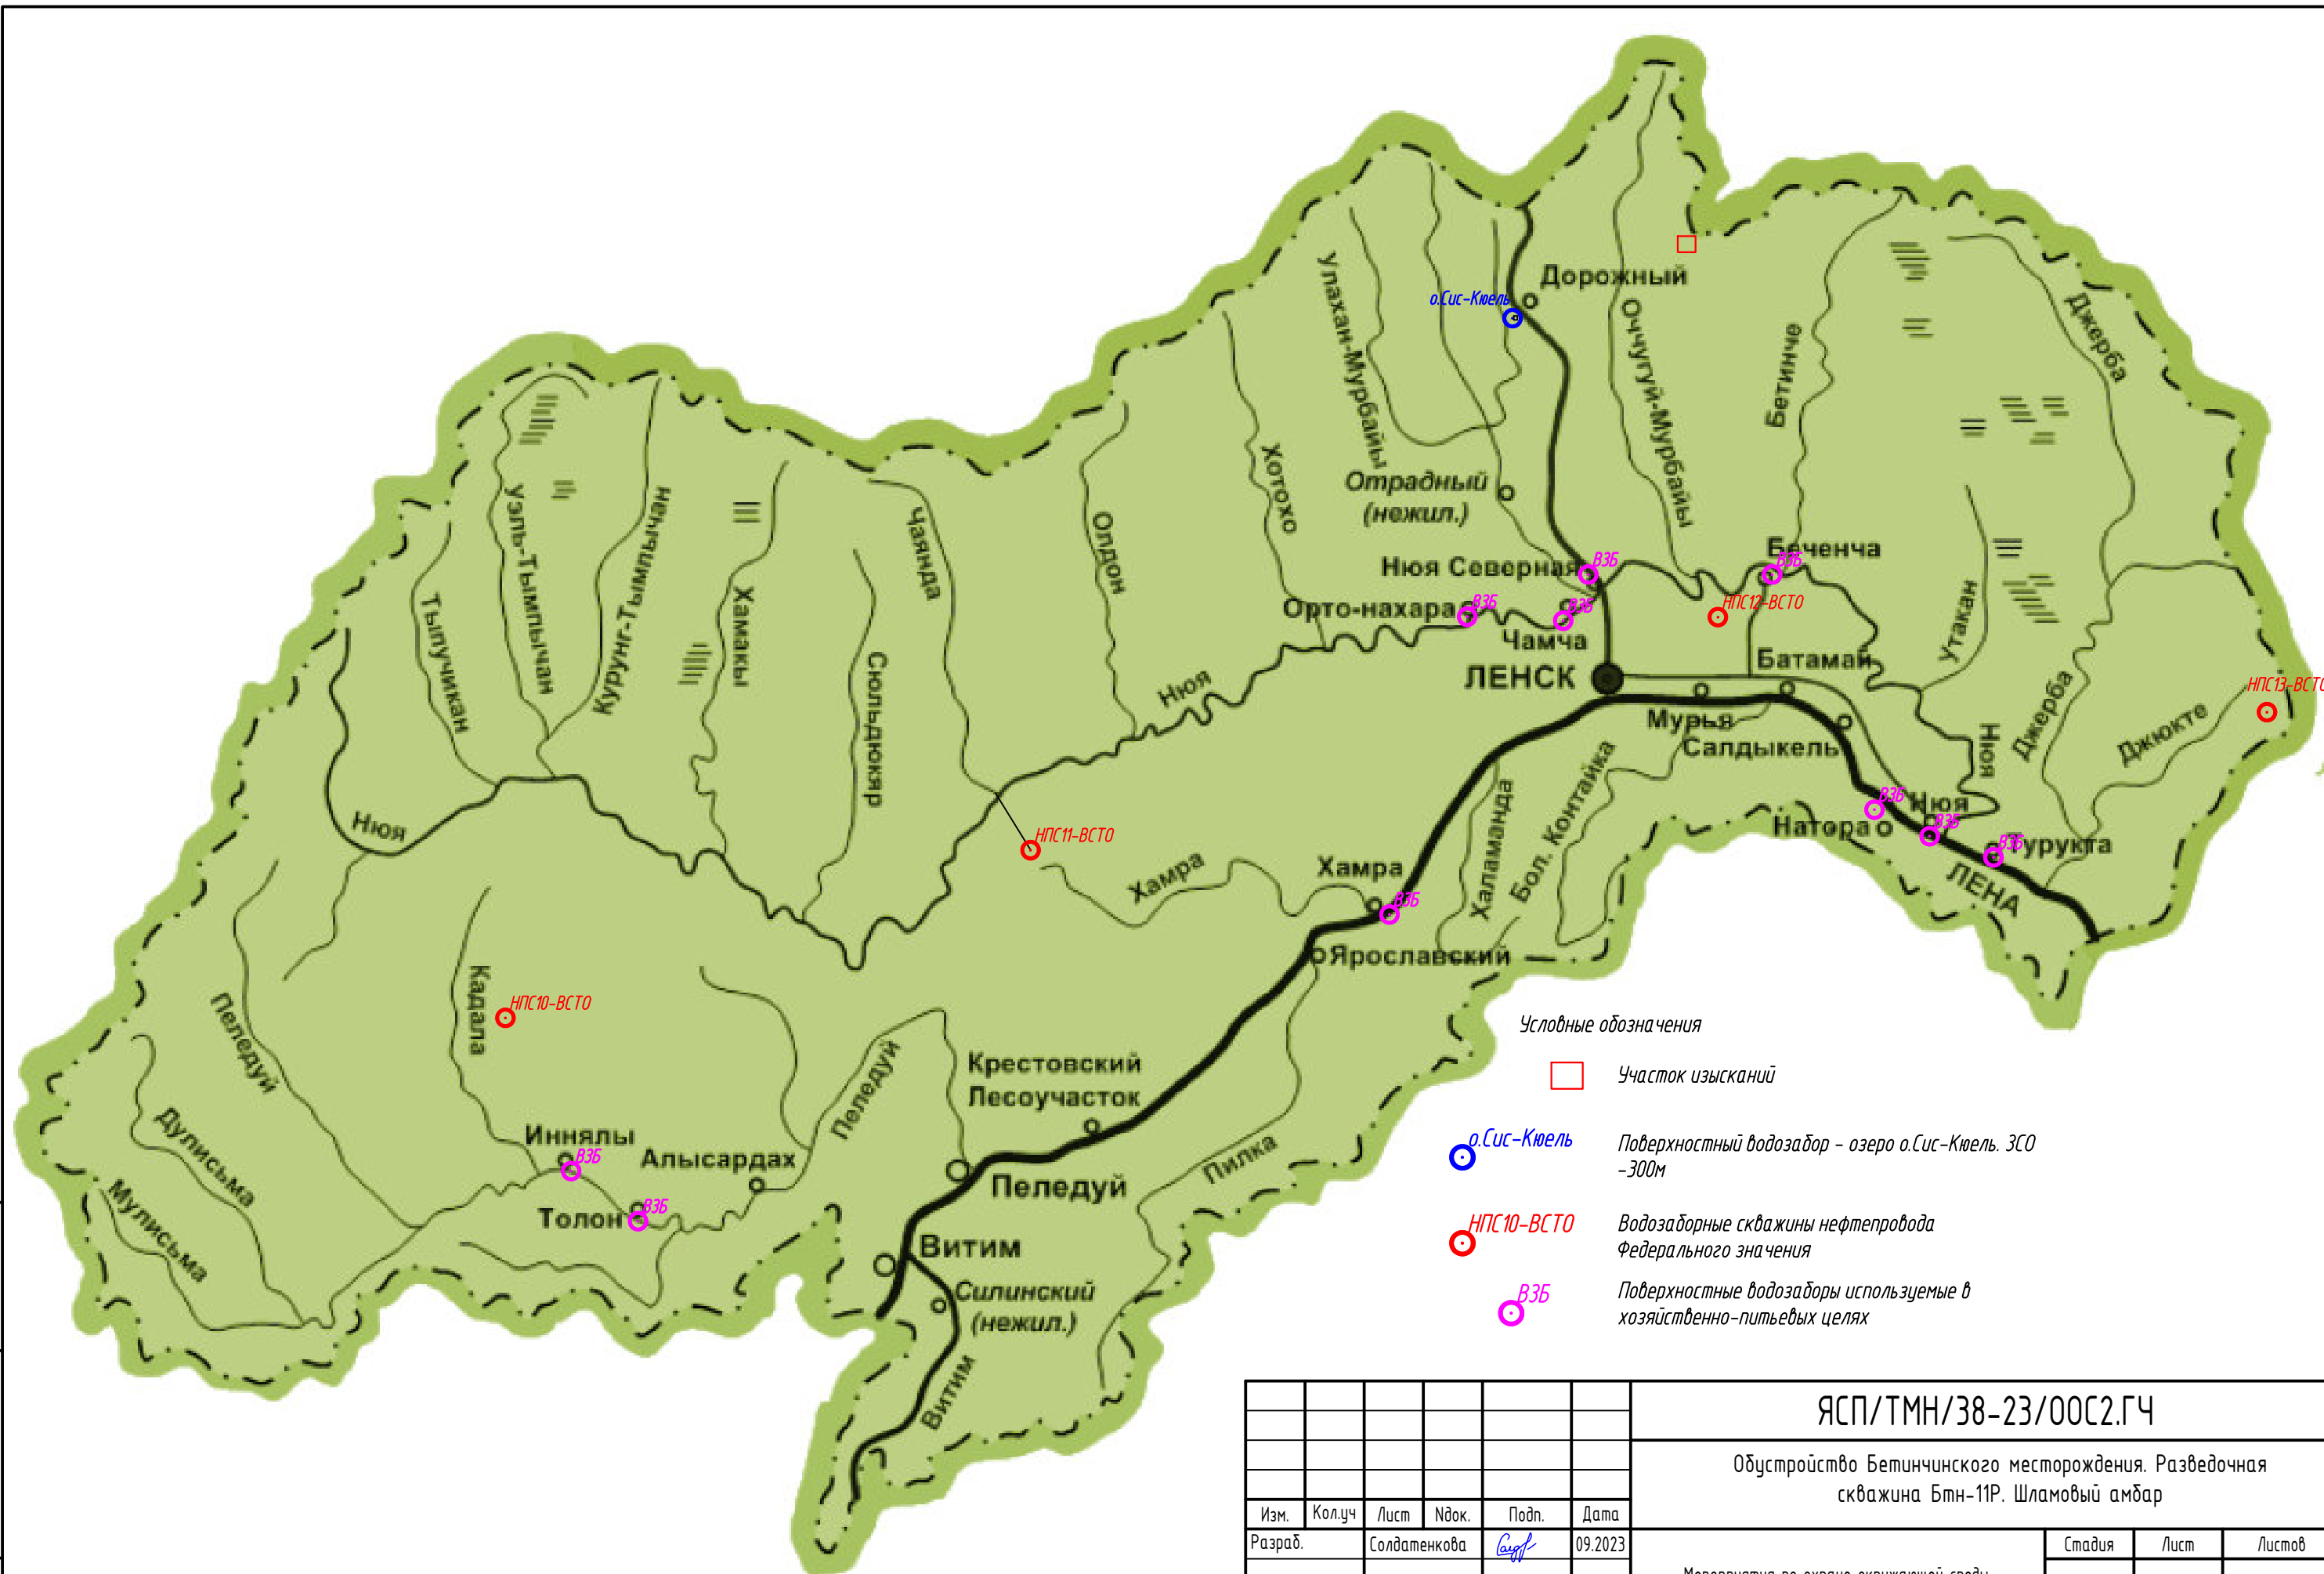 Дорожный
о.Сис-Кюель
Улахан-Мурбайы
Оччугуй-Мурбайы
Бетинче
Джерба
Хотохо
Отрадный
(нежил.)
Уэль-Тымпычан
Курунг-Тымпычан
Чаянда
Олдон
Нюя Северная
ВЗБ
Беченча
ВЗБ
Тыпучикан
Хамакы
Орто-нахара
ВЗБ
ВЗБ
Чамча
НПС12-ВСТО
Утакан
Сюльдюкяр
Нюя
ЛЕНСК
Батамай
НПС13-ВСТО
Мурья
Салдыкель
Нюя
Джерба
Джюкте
Нюя
НПС11-ВСТО
Хамра
Хамра
ВЗБ
Халаманда
Бол. Контайка
ВЗБ
Натора
Нюя
ВЗБ
ВЗБ
Турукта
ЛЕНА
Ярославский
Пеледуй
Кадала
НПС10-ВСТО
Дулисьма
Мулисьма
Иннялы
ВЗБ
Алысардах
Толон
ВЗБ
Пеледуй
Крестовский
Лесоучасток
Пеледуй
Пилка
Витим
Силинский
(нежил.)
Витим
Условные обозначения
Участок изысканий
о.Сис-Кюель
Поверхностный водозабор - озеро о.Сис-Кюель. ЗСО
-300м
НПС10-ВСТО
Водозаборные скважины нефтепровода
Федерального значения
ВЗБ
Поверхностные водозаборы используемые в
хозяйственно-питьевых целях
ЯСП/ТМН/38-23/ООС2.ГЧ
Обустройство Бетинчинского месторождения. Разведочная
скважина Бтн-11Р. Шламовый амбар
Изм. Кол.уч Лист Nдок. Подп. Дата
Разраб. Солдатенкова 09.2023
Стадия Лист Листов
Мероприятия по охране окружающей среды